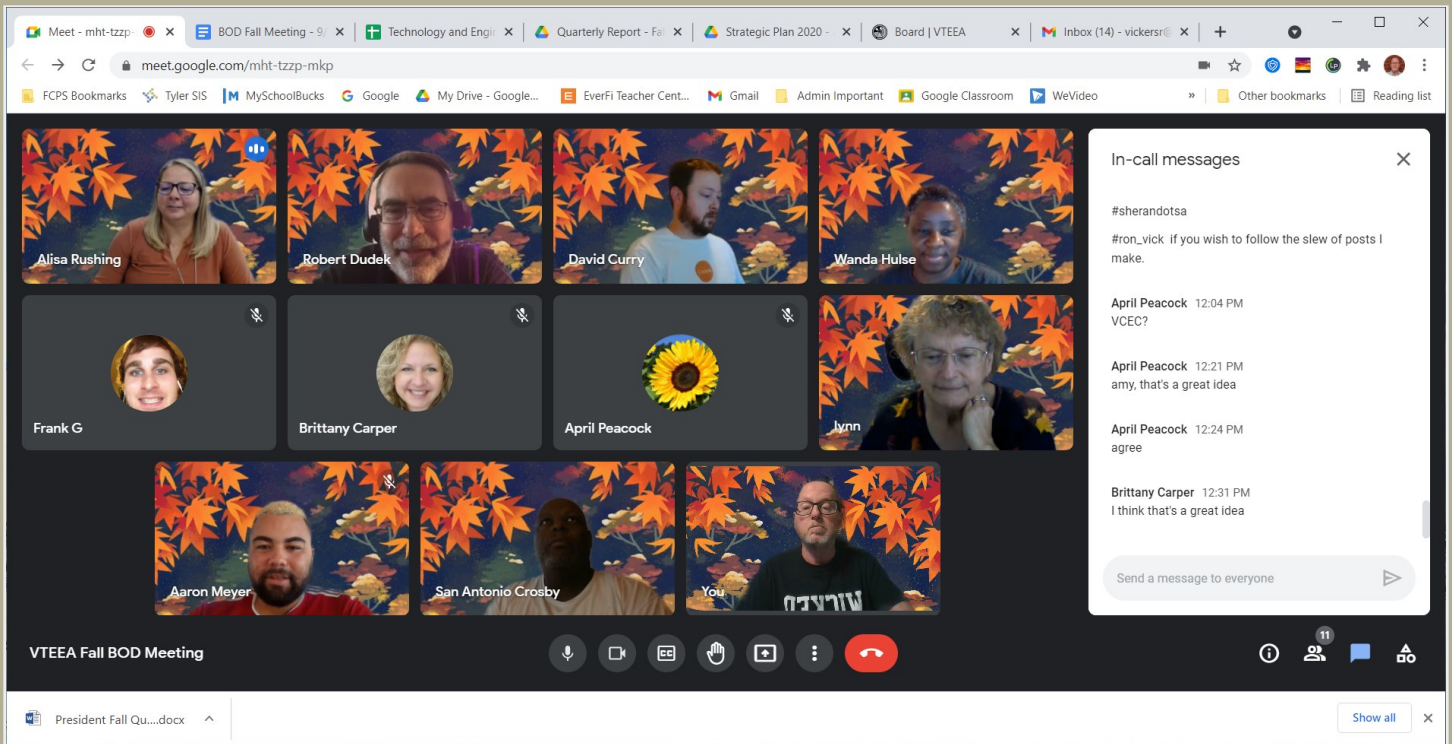 Meet - mht-tzzp-
BOD Fall Meeting - 9/
Technology and Engin
Quarterly Report - Fal
Strategic Plan 2020 -
Board | VTEEA
Inbox (14) - vickersr@
meet.google.com/mht-tzzp-mkp
FCPS Bookmarks
Tyler SIS
MySchoolBucks
Google
My Drive - Google...
EverFi Teacher Cent...
Gmail
Admin Important
Google Classroom
WeVideo
»
Other bookmarks
Reading list
Alisa Rushing
Robert Dudek
David Curry
Wanda Hulse
Frank G
Brittany Carper
April Peacock
lynn
Aaron Meyer
San Antonio Crosby
You
WICKED
In-call messages
#sherandotsa
#ron_vick if you wish to follow the slew of posts I
make.
April Peacock 12:04 PM
VCEC?
April Peacock 12:21 PM
amy, that's a great idea
April Peacock 12:24 PM
agree
Brittany Carper 12:31 PM
I think that's a great idea
Send a message to everyone
VTEEA Fall BOD Meeting
CC
11
President Fall Qu....docx
Show all